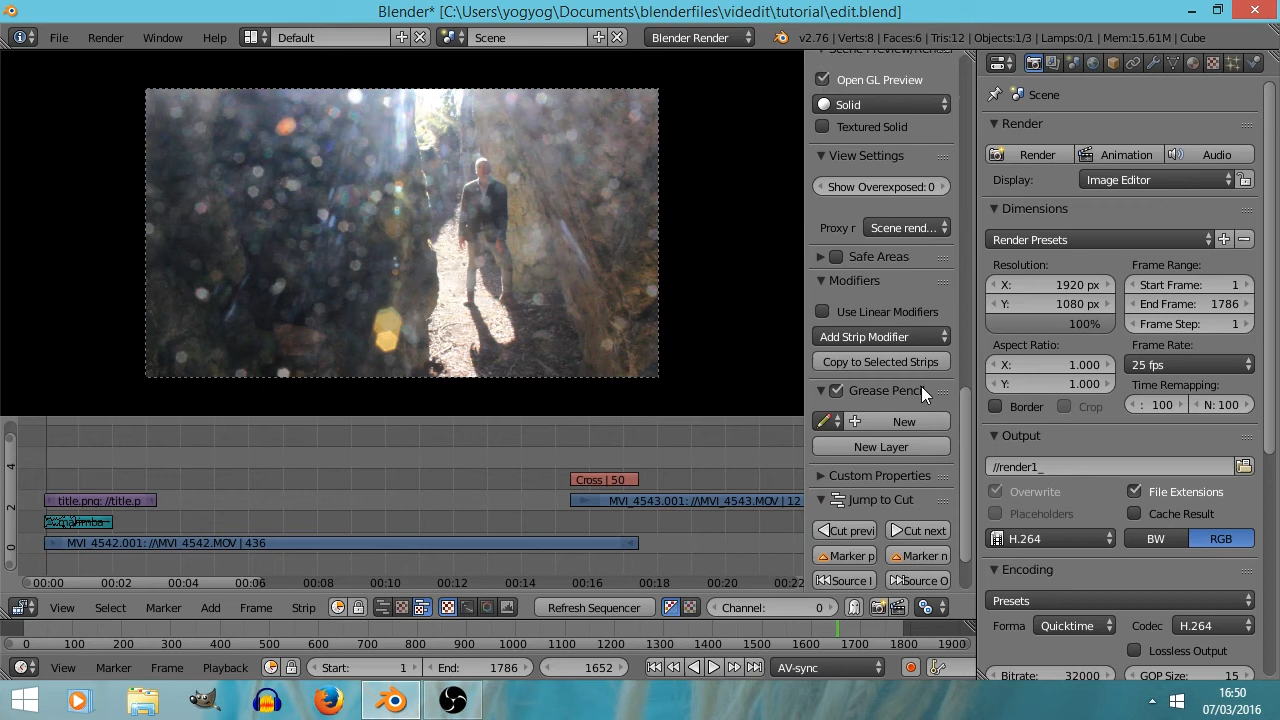 Blender* [C:\Users\yogyog\Documents\blenderfiles\videdit\tutorial\edit.blend]
File Render Window Help Default Scene Blender Render v2.76 | Verts:8 | Faces:6 | Tris:12 | Objects:1/3 | Lamps:0/1 | Mem:15.61M | Cube
Open GL Preview
Solid
Textured Solid
View Settings
Show Overexposed: 0
Proxy r Scene rend...
Safe Areas
Modifiers
Use Linear Modifiers
Add Strip Modifier
Copy to Selected Strips
Grease Penc
New
New Layer
Custom Properties
Jump to Cut
Cut previ Cut next
Marker p Marker n
Source I Source O
Scene
Render
Render Animation Audio
Display: Image Editor
Dimensions
Render Presets
Resolution: Frame Range:
X: 1920 px Start Frame: 1
Y: 1080 px End Frame: 1786
100% Frame Step: 1
Aspect Ratio: Frame Rate:
X: 1.000 25 fps
Y: 1.000 Time Remapping:
Border Crop : 100 N: 100
Output
//render1_
Overwrite File Extensions
Placeholders Cache Result
H.264 BW RGB
Encoding
Presets
Forma Quicktime Codec H.264
Lossless Output
Bitrate: 32000 GOP Size: 15
4
2
0
Cross | 50
title.png: //title.p MVI_4543.001: //MVI_4543.MOV | 12
MVI_4542.001: //MVI_4542.MOV | 436
00:00 00:02 00:04 00:06 00:08 00:10 00:12 00:14 00:16 00:18 00:20 00:22
View Select Marker Add Frame Strip Refresh Sequencer Channel: 0
0 100 200 300 400 500 600 700 800 900 1000 1100 1200 1300 1400 1500 1600 1700 1800 1900
View Marker Frame Playback Start: 1 End: 1786 1652 AV-sync
16:50
07/03/2016